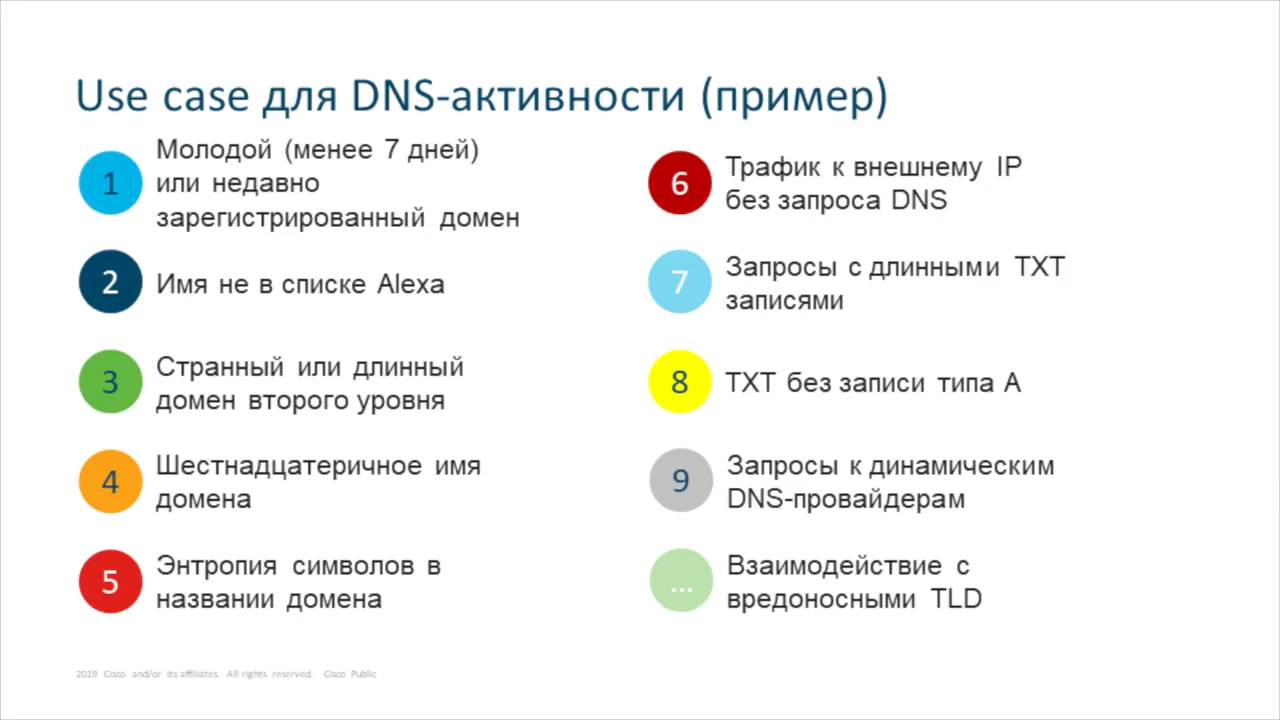 Use case для DNS-активности (пример)
1
Молодой (менее 7 дней)
или недавно
зарегистрированный домен
2
Имя не в списке Alexa
3
Странный или длинный
домен второго уровня
4
Шестнадцатеричное имя
домена
5
Энтропия символов в
названии домена
6
Трафик к внешнему IP
без запроса DNS
7
Запросы с длинными TXT
записями
8
TXT без записи типа А
9
Запросы к динамическим
DNS-провайдерам
...
Взаимодействие с
вредоносными TLD
2019 Cisco and/or its affiliates. All rights reserved. Cisco Public